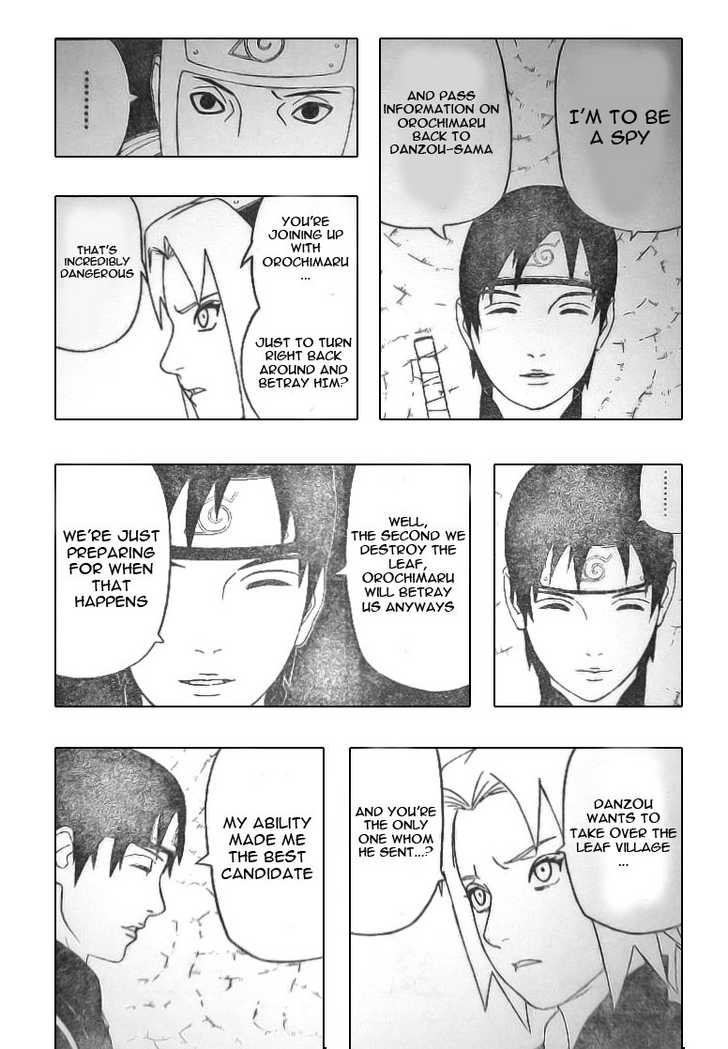 I'M TO BE
A SPY
AND PASS
INFORMATION ON
OROCHIMARU
BACK TO
DANZOU-SAMA
.........
YOU'RE
JOINING UP
WITH
OROCHIMARU
...
JUST TO TURN
RIGHT BACK
AROUND AND
BETRAY HIM?
THAT'S
INCREDIBLY
DANGEROUS
.........
WELL,
THE SECOND WE
DESTROY THE
LEAF,
OROCHIMARU
WILL BETRAY
US ANYWAYS
WE'RE JUST
PREPARING
FOR WHEN
THAT
HAPPENS
DANZOU
WANTS TO
TAKE OVER THE
LEAF VILLAGE
...
AND YOU'RE
THE ONLY
ONE WHOM
HE SENT...?
MY ABILITY
MADE ME
THE BEST
CANDIDATE